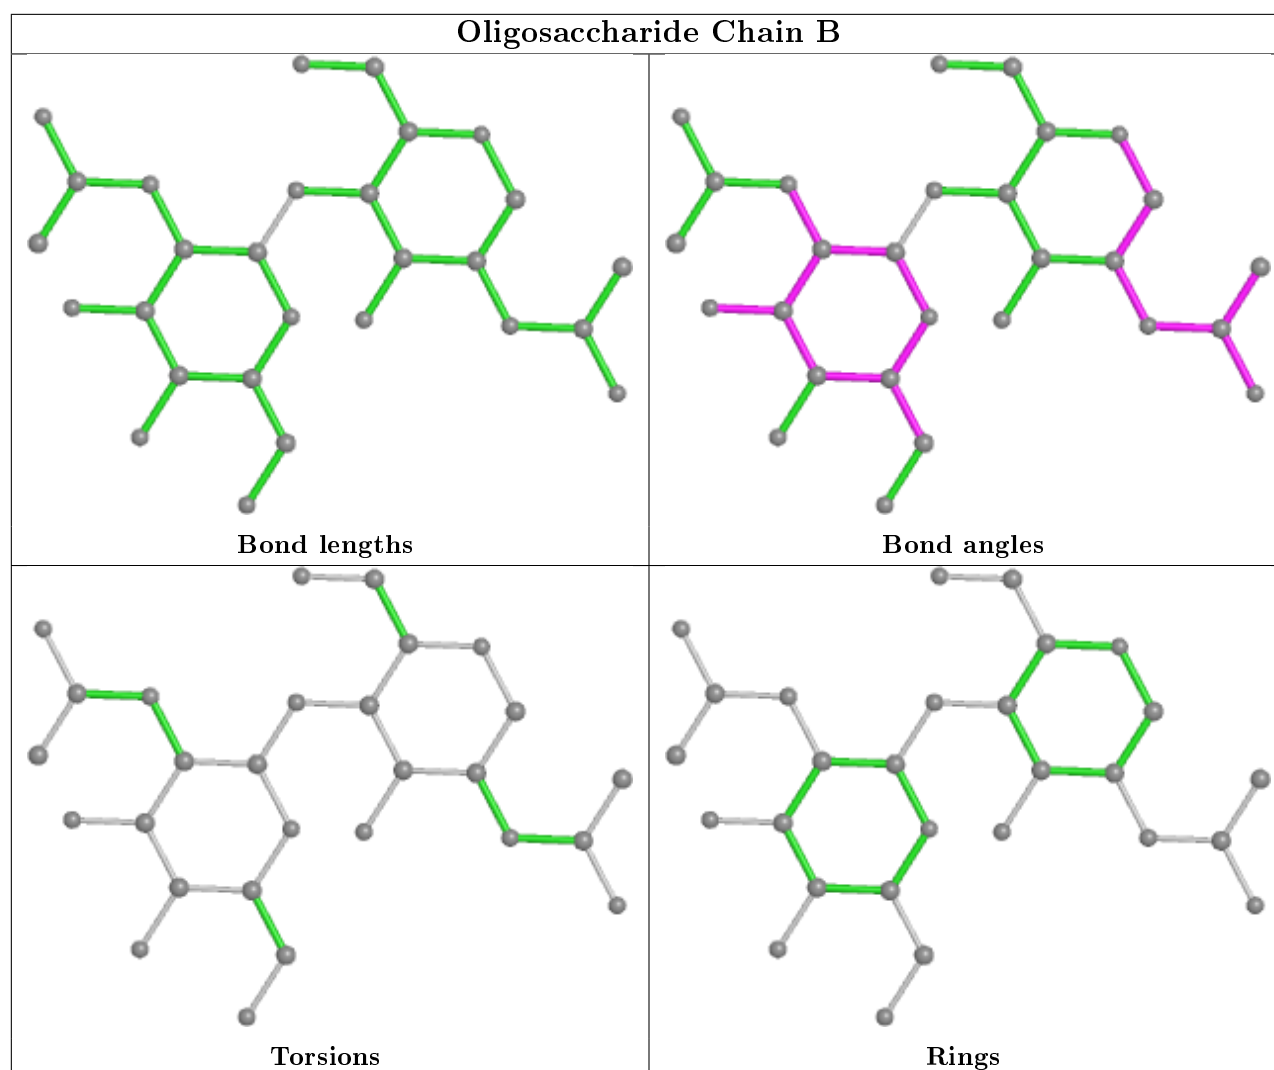 Oligosaccharide Chain B
Bond lengths
Bond angles
Torsions
Rings